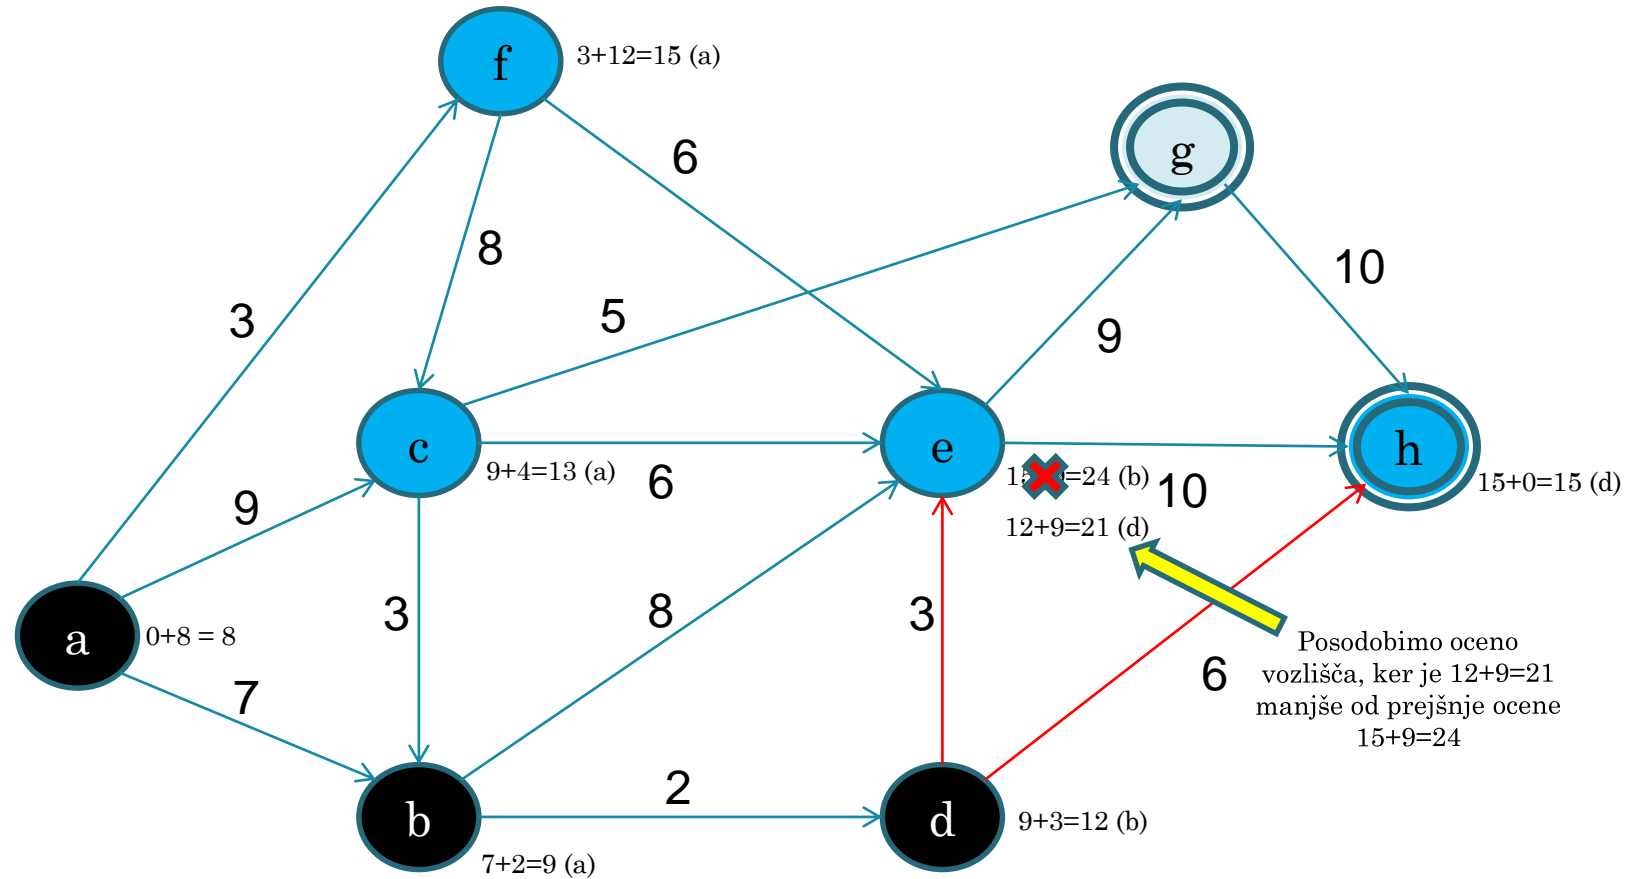 f
3+12=15 (a)
g
6
8
10
3
5
9
c
9+4=13 (a)
6
e
=24 (b)
10
12+9=21 (d)
h
15+0=15 (d)
9
a
0+8 = 8
3
8
3
6
Posodobimo oceno
vozlišča, ker je 12+9=21
manjše od prejšnje ocene
15+9=24
7
2
b
7+2=9 (a)
d
9+3=12 (b)